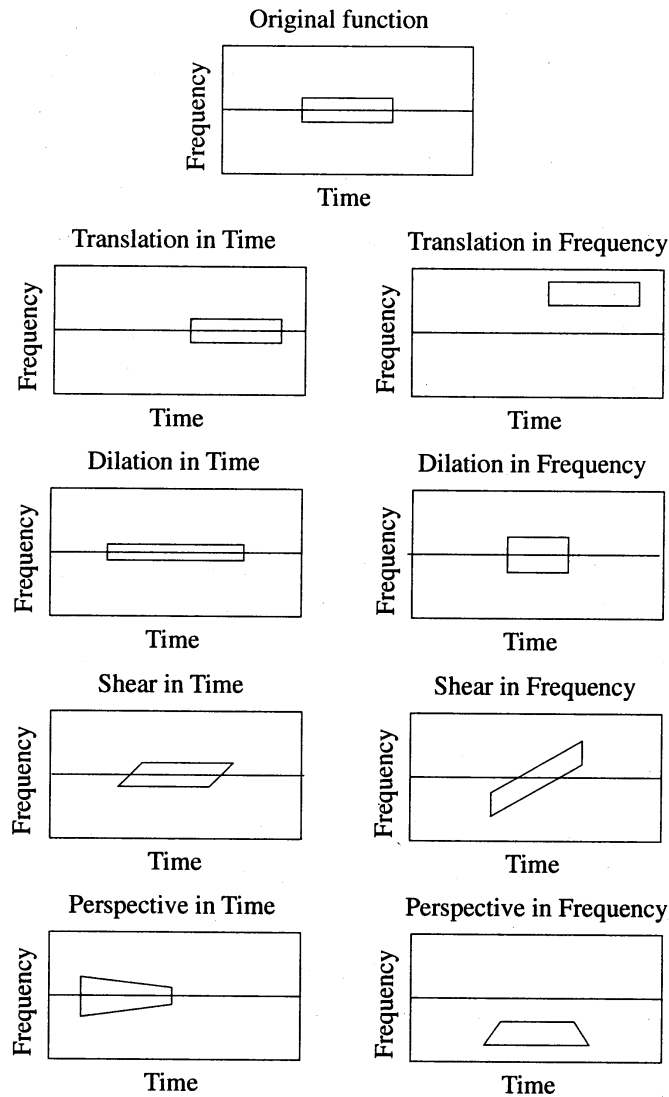 Original function
Frequency
Time
Translation in Time
Translation in Frequency
Frequency
Frequency
Time
Time
Dilation in Time
Dilation in Frequency
Frequency
Frequency
Time
Time
Shear in Time
Shear in Frequency
Frequency
Frequency
Time
Time
Perspective in Time
Perspective in Frequency
Frequency
Frequency
Time
Time